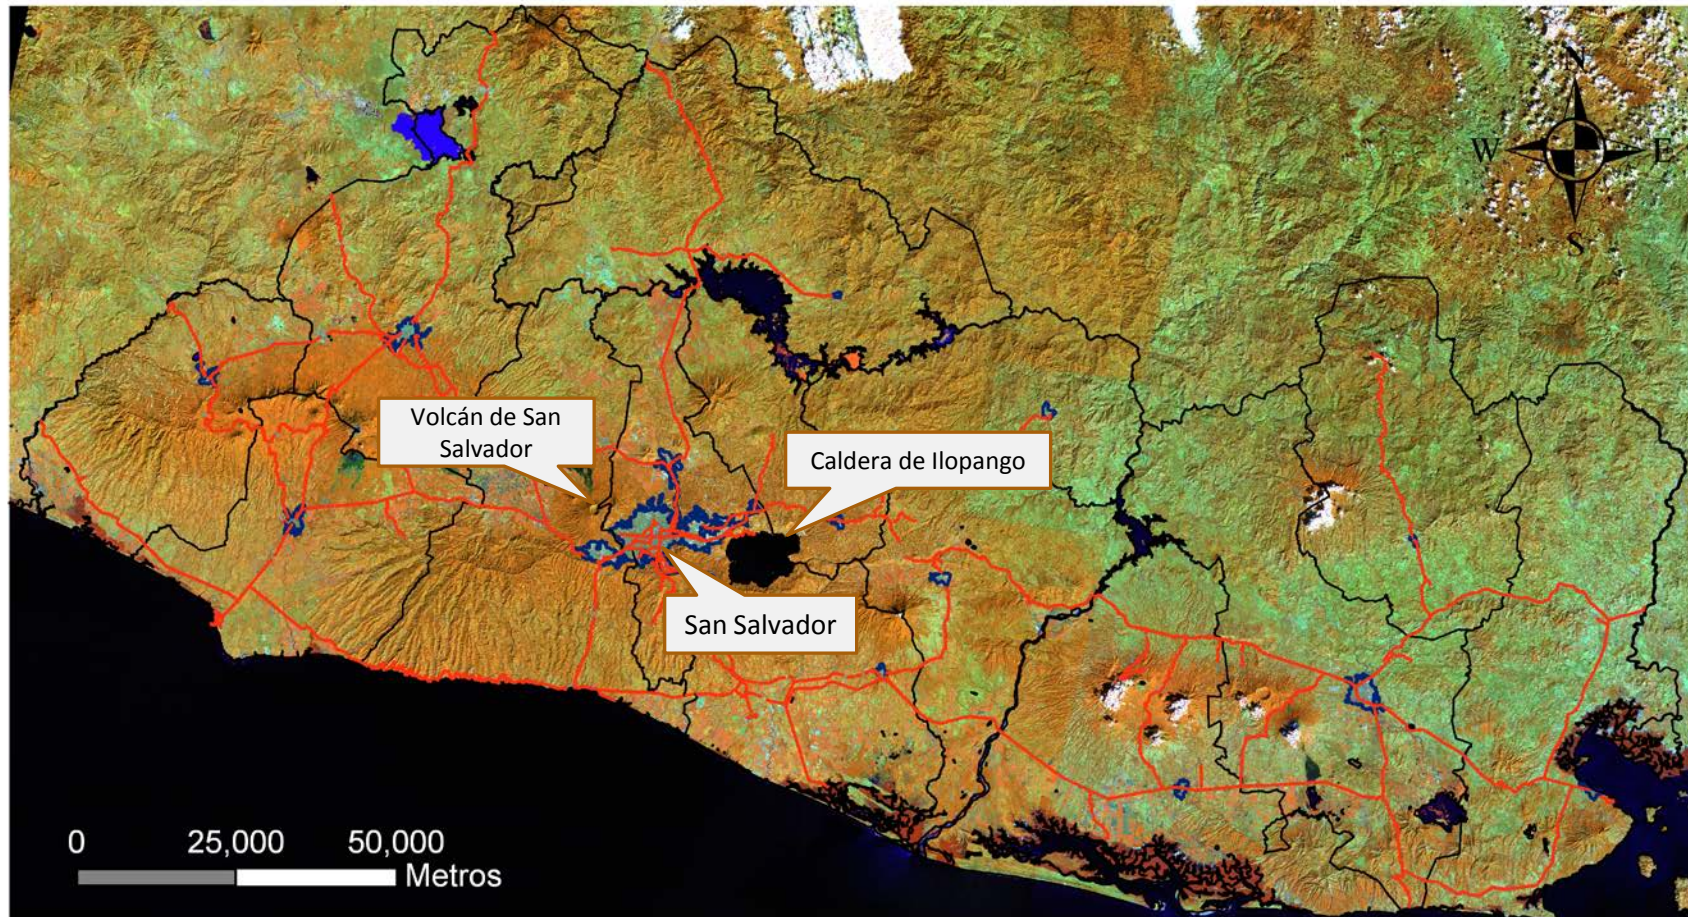 N
W E
S
Volcán de San
Salvador
Caldera de Ilopango
San Salvador
0 25,000 50,000
Metros